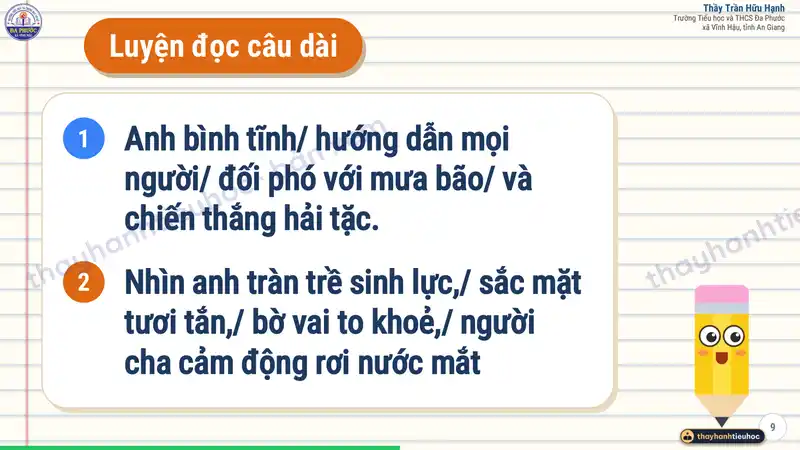 Thầy Trần Hữu Hạnh
Trường Tiểu học và THCS Đa Phước
xã Vĩnh Hậu, tỉnh An Giang
ĐA PHƯỚC
Luyện đọc câu dài
1
Anh bình tĩnh/ hướng dẫn mọi
người/ đối phó với mưa bão/ và
chiến thắng hải tặc.
2
Nhìn anh tràn trề sinh lực,/ sắc mặt
tươi tắn,/ bờ vai to khoẻ,/ người
cha cảm động rơi nước mắt
thayhanhtieuhoc
9